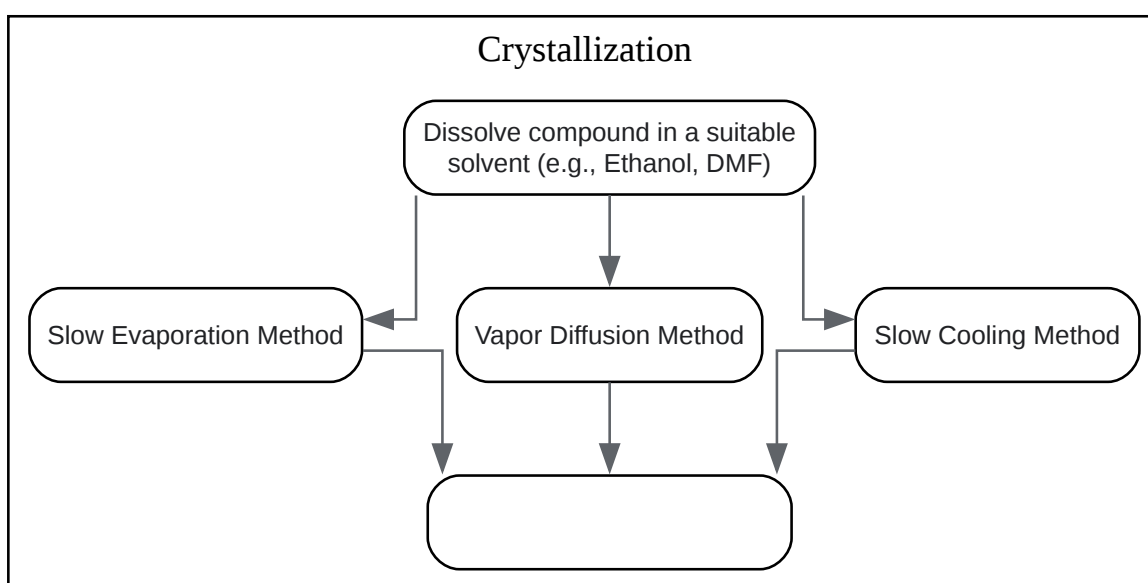 Crystallization
Dissolve compound in a suitable
solvent (e.g., Ethanol, DMF)
Slow Evaporation Method
Vapor Diffusion Method
Slow Cooling Method